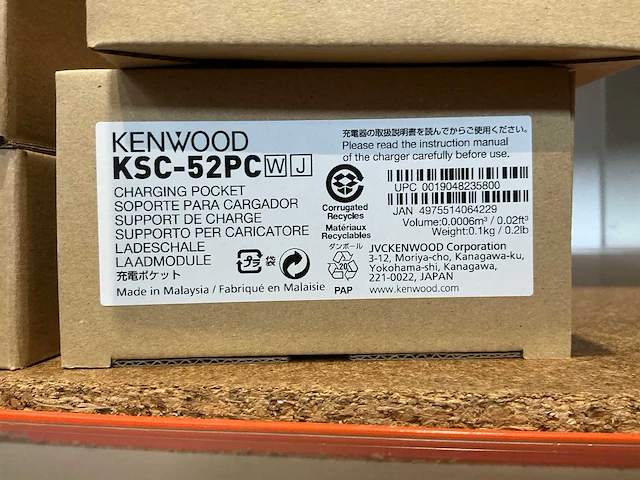 KENWOOD
KSC-52PC W J
CHARGING POCKET
SOPORTE PARA CARGADOR
SUPPORT DE CHARGE
SUPPORTO PER CARICATORE
LADESCHALE
LAADMODULE
充電ポケット
プラ 袋
Made in Malaysia / Fabriqué en Malaisie
充電器の取扱説明書を読んでからご使用ください。
Please read the instruction manual
of the charger carefully before use.
Corrugated
Recycles
Matériaux
Recyclables
ダンボール
20
PAP
UPC 0019048235800
JAN 4975514064229
Volume:0.0006m³ / 0.02ft³
Weight:0.1kg / 0.2lb
JVCKENWOOD Corporation
3-12, Moriya-cho, Kanagawa-ku,
Yokohama-shi, Kanagawa,
221-0022, JAPAN
www.kenwood.com